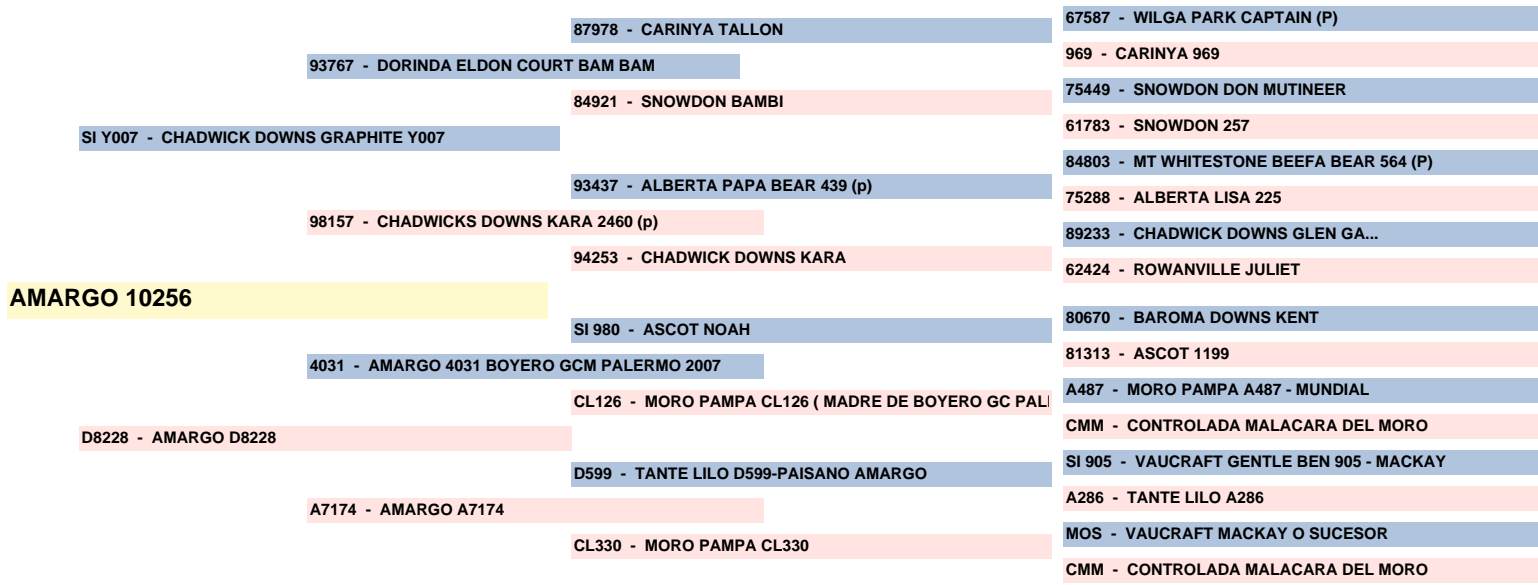 67587 - WILGA PARK CAPTAIN (P)
87978 - CARINYA TALLON
969 - CARINYA 969
93767 - DORINDA ELDON COURT BAM BAM
75449 - SNOWDON DON MUTINEER
84921 - SNOWDON BAMBI
61783 - SNOWDON 257
SI Y007 - CHADWICK DOWNS GRAPHITE Y007
84803 - MT WHITESTONE BEEFA BEAR 564 (P)
93437 - ALBERTA PAPA BEAR 439 (p)
75288 - ALBERTA LISA 225
98157 - CHADWICKS DOWNS KARA 2460 (p)
89233 - CHADWICK DOWNS GLEN GA...
94253 - CHADWICK DOWNS KARA
62424 - ROWANVILLE JULIET
AMARGO 10256
80670 - BAROMA DOWNS KENT
SI 980 - ASCOT NOAH
81313 - ASCOT 1199
4031 - AMARGO 4031 BOYERO GCM PALERMO 2007
A487 - MORO PAMPA A487 - MUNDIAL
CL126 - MORO PAMPA CL126 ( MADRE DE BOYERO GC PAL
CMM - CONTROLADA MALACARA DEL MORO
D8228 - AMARGO D8228
SI 905 - VAUCRAFT GENTLE BEN 905 - MACKAY
D599 - TANTE LILO D599-PAISANO AMARGO
A286 - TANTE LILO A286
A7174 - AMARGO A7174
MOS - VAUCRAFT MACKAY O SUCESOR
CL330 - MORO PAMPA CL330
CMM - CONTROLADA MALACARA DEL MORO